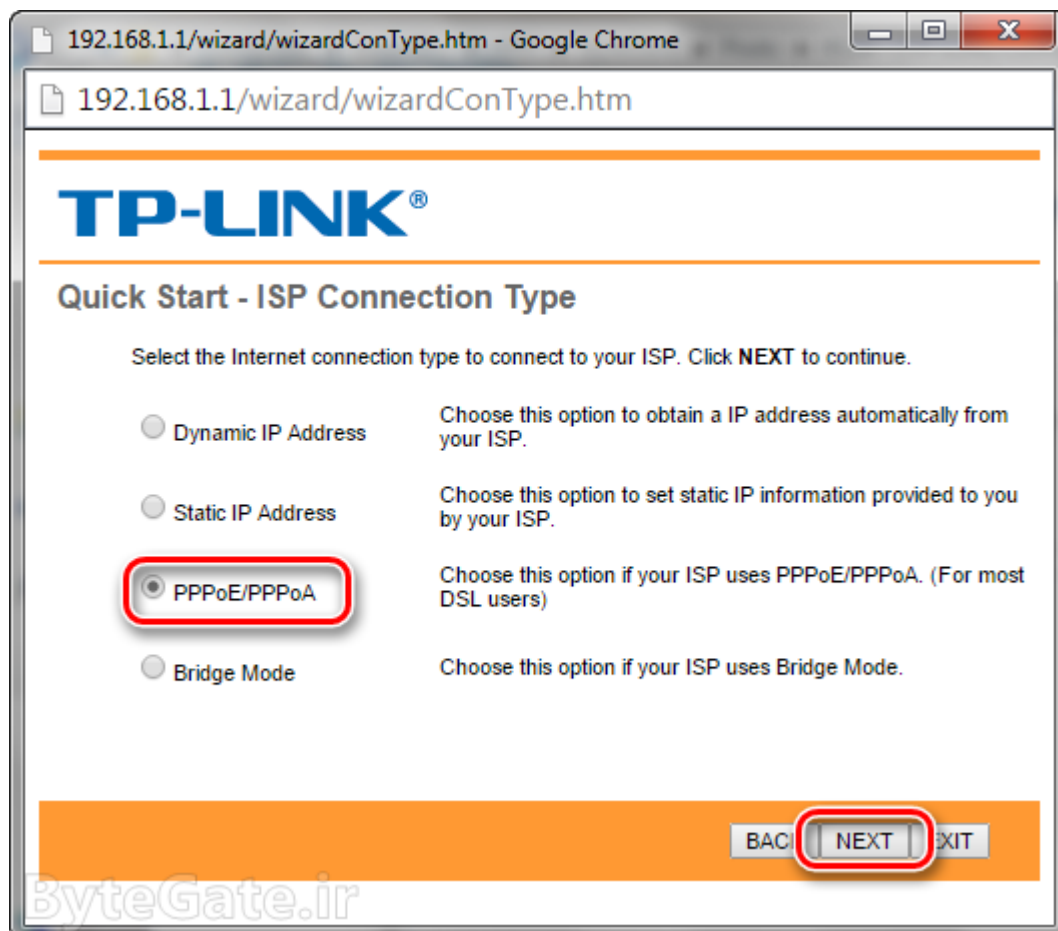 192.168.1.1/wizard/wizardConType.htm - Google Chrome
192.168.1.1/wizard/wizardConType.htm
TP-LINK®
Quick Start - ISP Connection Type
Select the Internet connection type to connect to your ISP. Click NEXT to continue.
Dynamic IP Address
Choose this option to obtain a IP address automatically from
your ISP.
Static IP Address
Choose this option to set static IP information provided to you
by your ISP.
PPPoE/PPPoA
Choose this option if your ISP uses PPPoE/PPPoA. (For most
DSL users)
Bridge Mode
Choose this option if your ISP uses Bridge Mode.
BACK NEXT EXIT
ByteGate.ir